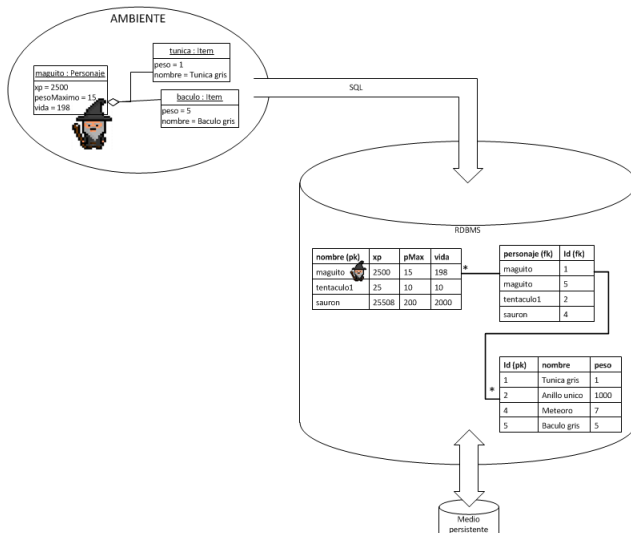 AMBIENTE
tunica : Item
peso = 1
nombre = Tunica gris
maguito : Personaje
xp = 2500
pesoMaximo = 15
vida = 198
baculo : Item
peso = 5
nombre = Baculo gris
SQL
RDBMS
nombre (pk) xp pMax vida
maguito 2500 15 198
tentaculo1 25 10 10
sauron 25508 200 2000
*
personaje (fk) Id (fk)
maguito 1
maguito 5
tentaculo1 2
sauron 4
Id (pk) nombre peso
1 Tunica gris 1
2 Anillo unico 1000
4 Meteoro 7
5 Baculo gris 5
*
Medio
persistente